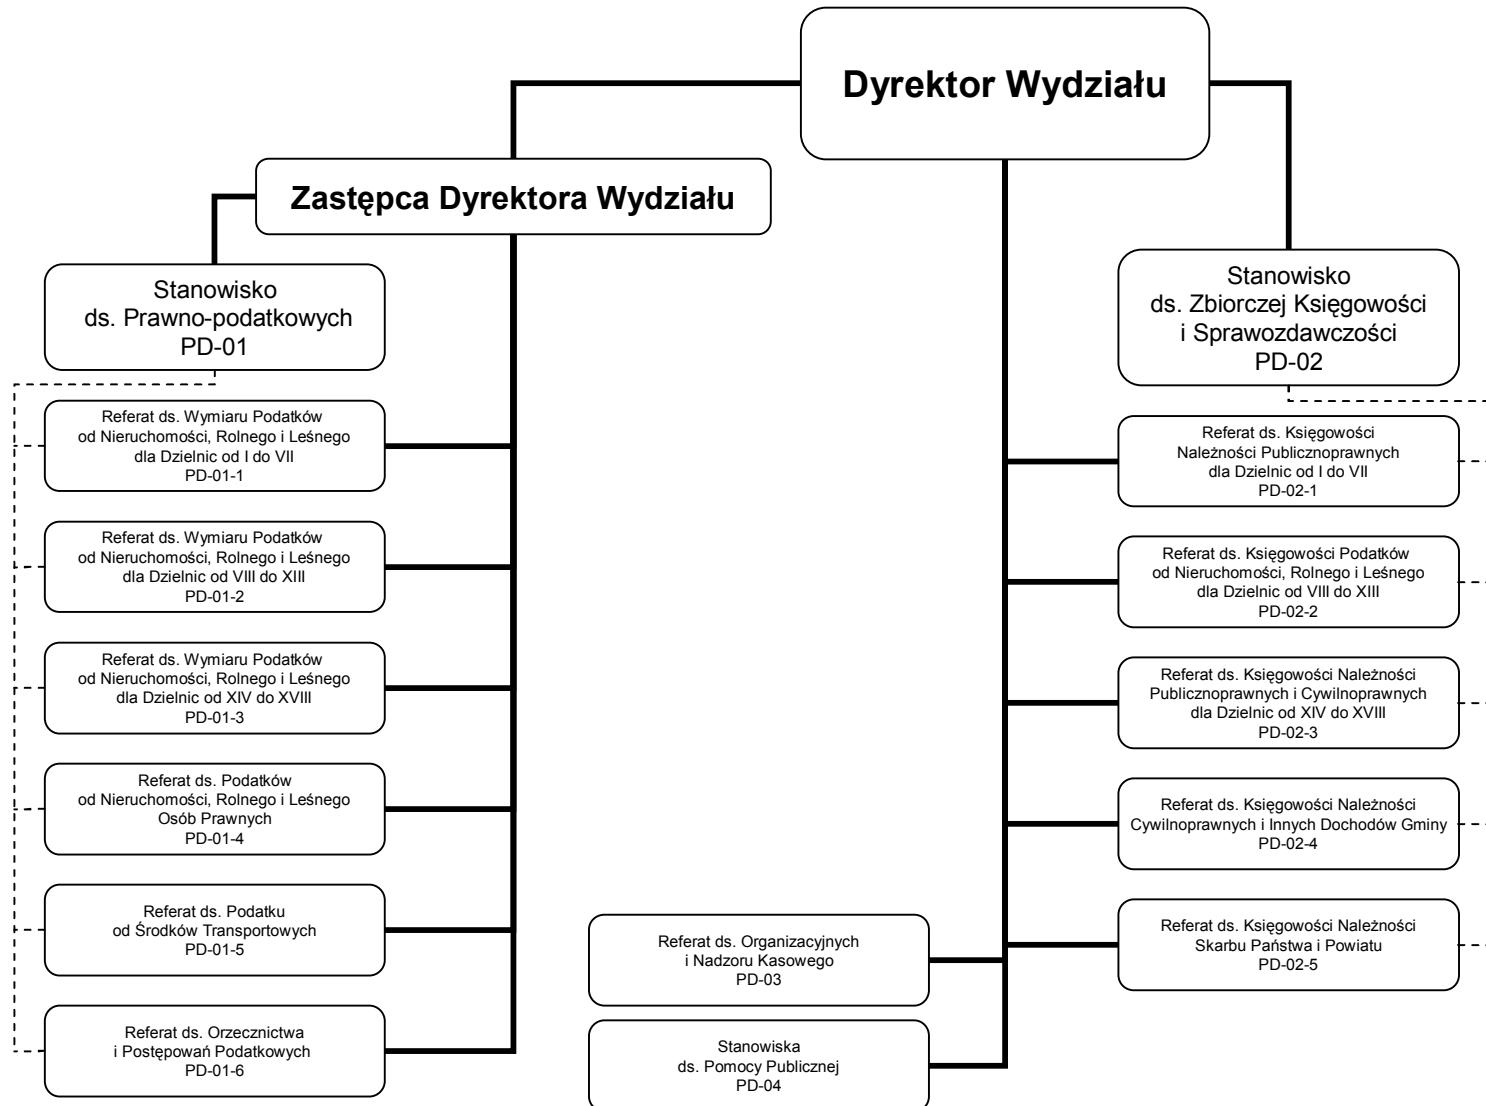 Dyrektor Wydziału
Zastępca Dyrektora Wydziału
Stanowisko
ds. Prawno-podatkowych
PD-01
Referat ds. Wymiaru Podatków
od Nieruchomości, Rolnego i Leśnego
dla Dzielnic od I do VII
PD-01-1
Referat ds. Wymiaru Podatków
od Nieruchomości, Rolnego i Leśnego
dla Dzielnic od VIII do XIII
PD-01-2
Referat ds. Wymiaru Podatków
od Nieruchomości, Rolnego i Leśnego
dla Dzielnic od XIV do XVIII
PD-01-3
Referat ds. Podatków
od Nieruchomości, Rolnego i Leśnego
Osób Prawnych
PD-01-4
Referat ds. Podatku
od Środków Transportowych
PD-01-5
Referat ds. Orzecznictwa
i Postępowań Podatkowych
PD-01-6
Referat ds. Organizacyjnych
i Nadzoru Kasowego
PD-03
Stanowiska
ds. Pomocy Publicznej
PD-04
Stanowisko
ds. Zbiorczej Księgowości
i Sprawozdawczości
PD-02
Referat ds. Księgowości
Należności Publicznoprawnych
dla Dzielnic od I do VII
PD-02-1
Referat ds. Księgowości Podatków
od Nieruchomości, Rolnego i Leśnego
dla Dzielnic od VIII do XIII
PD-02-2
Referat ds. Księgowości Należności
Publicznoprawnych i Cywilnoprawnych
dla Dzielnic od XIV do XVIII
PD-02-3
Referat ds. Księgowości Należności
Cywilnoprawnych i Innych Dochodów Gminy
PD-02-4
Referat ds. Księgowości Należności
Skarbu Państwa i Powiatu
PD-02-5